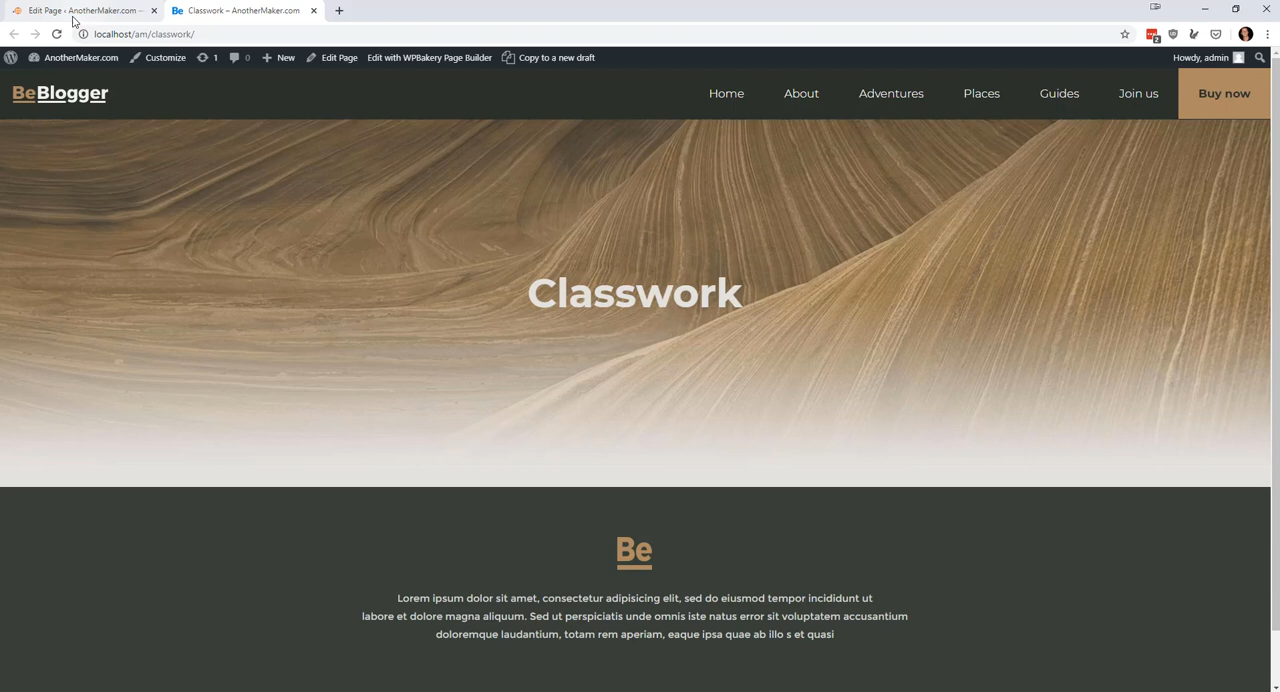 Edit Page ‹ AnotherMaker.com —
Be Classwork – AnotherMaker.com
localhost/am/classwork/
2
AnotherMaker.com Customize 1 0 New Edit Page Edit with WPBakery Page Builder Copy to a new draft Howdy, admin
BeBlogger Home About Adventures Places Guides Join us Buy now
Classwork
Be
Lorem ipsum dolor sit amet, consectetur adipisicing elit, sed do eiusmod tempor incididunt ut
labore et dolore magna aliquum. Sed ut perspiciatis unde omnis iste natus error sit voluptatem accusantium
doloremque laudantium, totam rem aperiam, eaque ipsa quae ab illo s et quasi